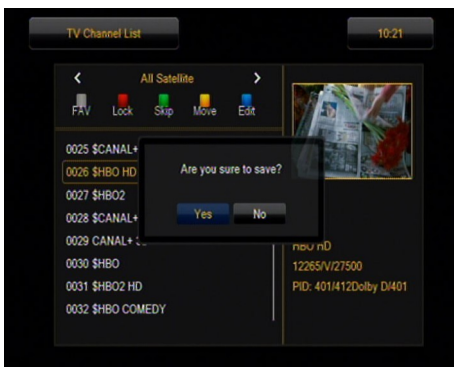 TV Channel List
10:21
All Satellite
FAV Lock Skip Move Edit
0025 $CANAL+
0026 $HBO HD
0027 $HBO2
0028 $CANAL+
0029 CANAL+
0030 $HBO
0031 $HBO2 HD
0032 $HBO COMEDY
Are you sure to save?
Yes No
HBO HD
12265/V/27500
PID: 401/412Dolby D/401